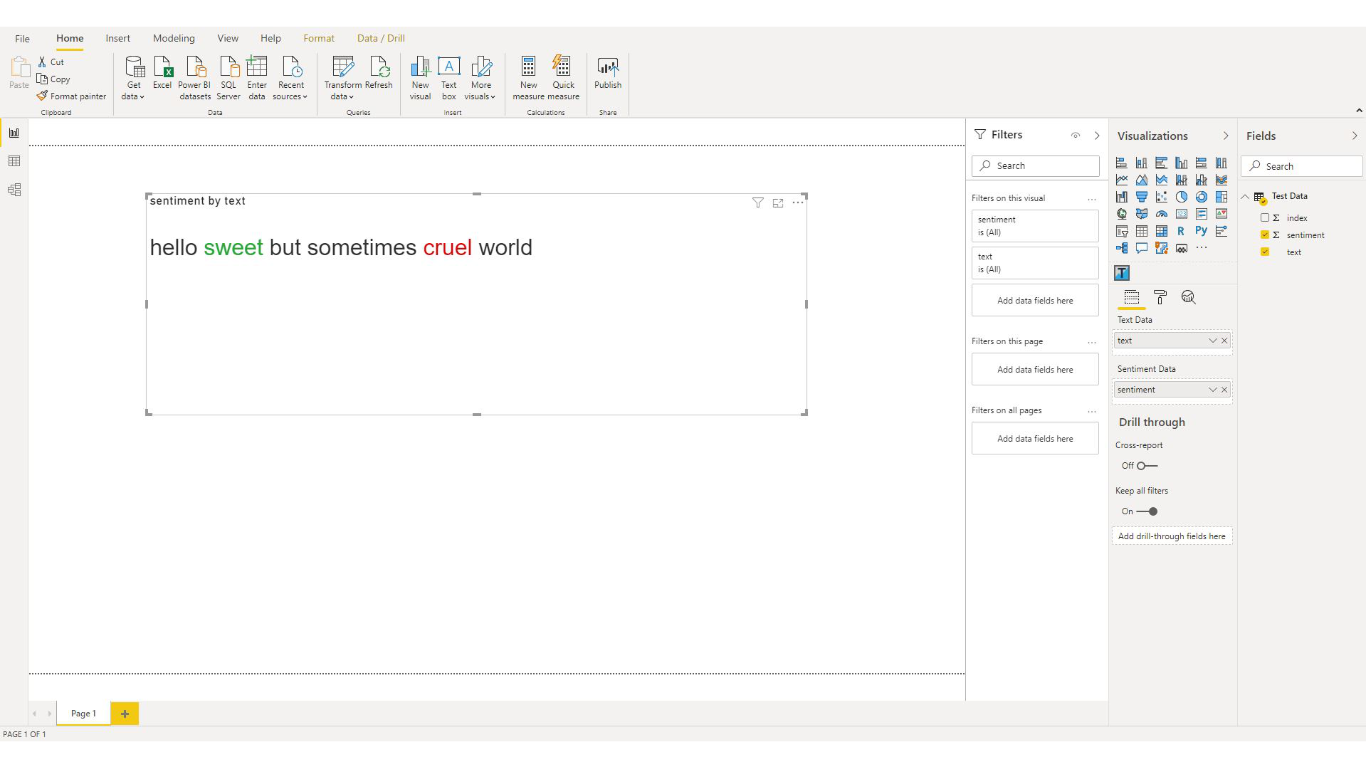 File Home Insert Modeling View Help Format Data / Drill
Paste
Cut
Copy
Format painter
Clipboard
Get data
Excel
Power BI datasets
SQL Server
Enter data
Recent sources
Data
Transform data
Refresh
Queries
New visual
Text box
More visuals
Insert
New measure
Quick measure
Calculations
Publish
Share
sentiment by text
hello sweet but sometimes cruel world
Filters
Search
Filters on this visual ...
sentiment
is (All)
text
is (All)
Add data fields here
Filters on this page ...
Add data fields here
Filters on all pages ...
Add data fields here
Visualizations
R Py
T
Text Data
text
Sentiment Data
sentiment
Drill through
Cross-report
Off
Keep all filters
On
Add drill-through fields here
Fields
Search
Test Data
Σ index
Σ sentiment
text
Page 1
PAGE 1 OF 1